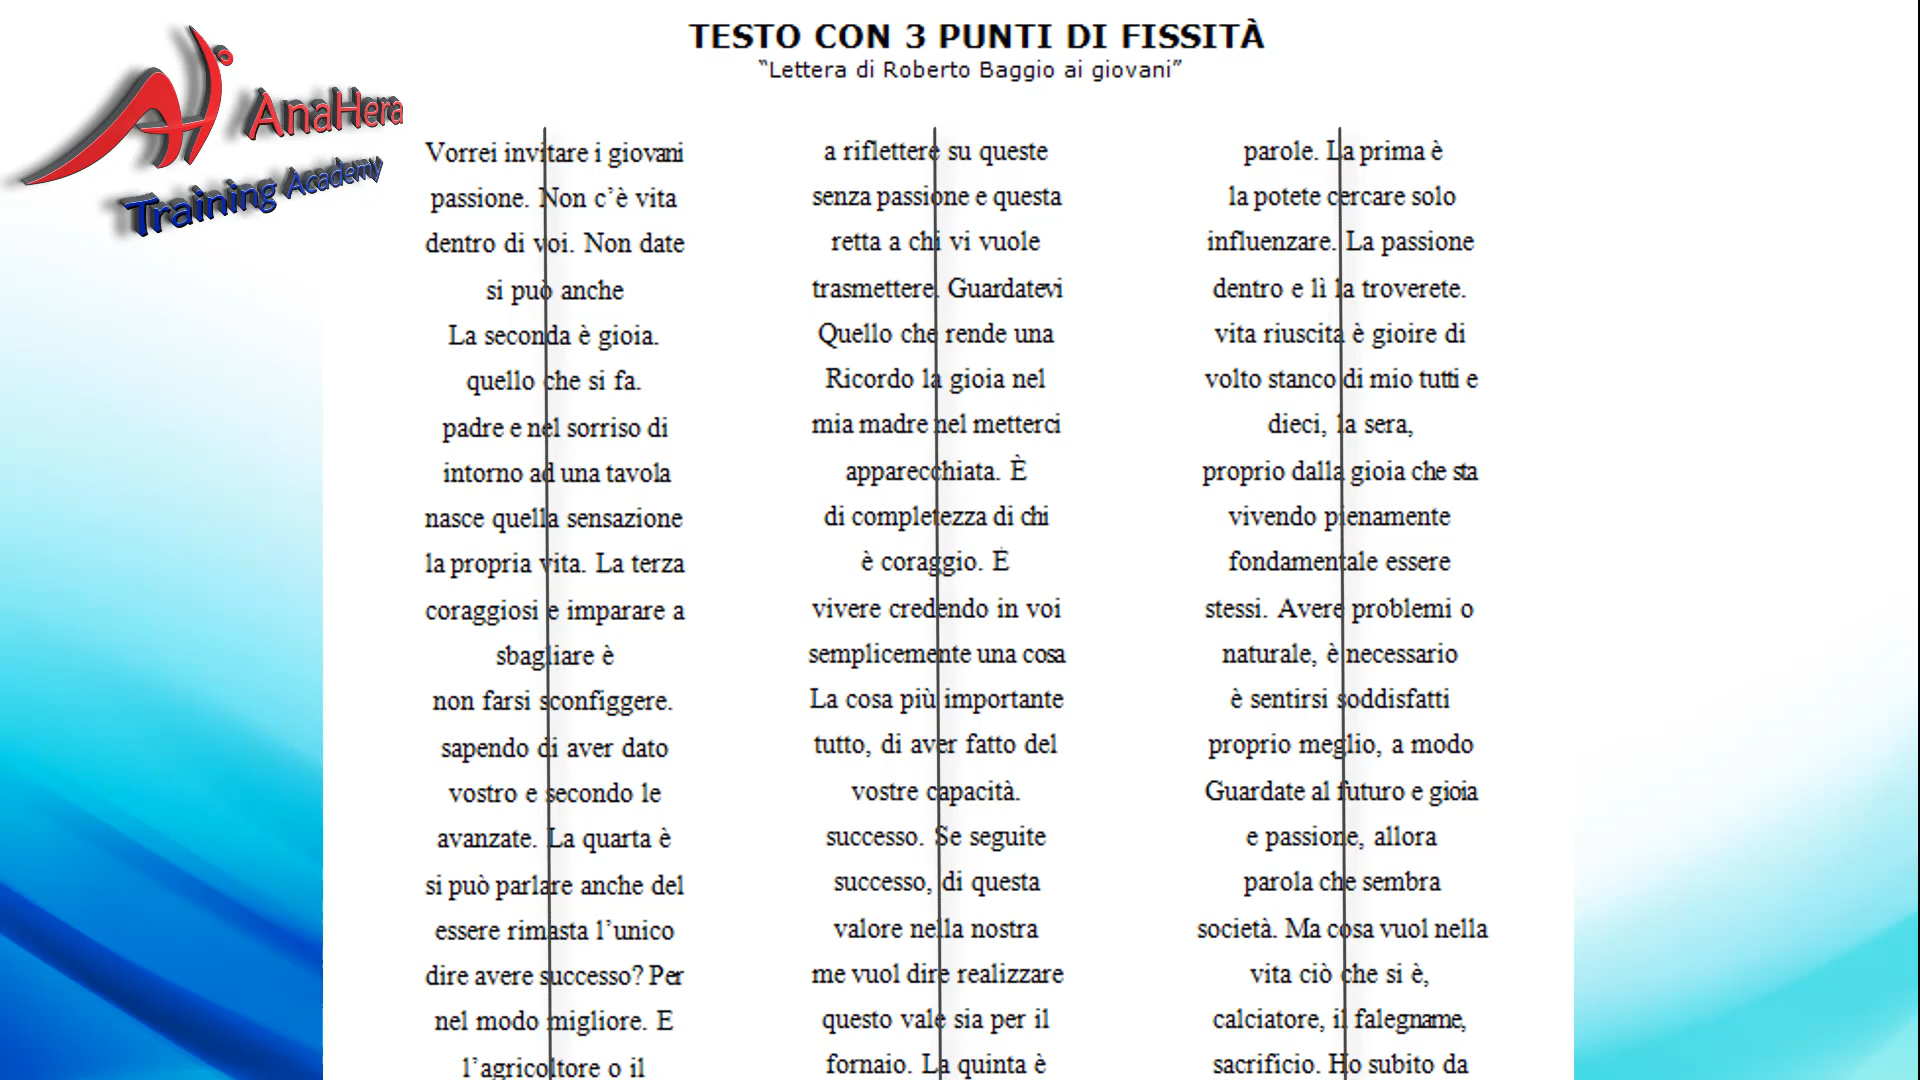 TESTO CON 3 PUNTI DI FISSITÀ
“Lettera di Roberto Baggio ai giovani”
AnaHera
Training Academy
Vorrei invitare i giovani a riflettere su queste parole. La prima è
passione. Non c’è vita senza passione e questa la potete cercare solo
dentro di voi. Non date retta a chi vi vuole influenzare. La passione
si può anche trasmettere. Guardatevi dentro e lì la troverete.
La seconda è gioia. Quello che rende una vita riuscita è gioire di
quello che si fa. Ricordo la gioia nel volto stanco di mio tutti e
padre e nel sorriso di mia madre nel metterci dieci, la sera,
intorno ad una tavola apparecchiata. È proprio dalla gioia che sta
nasce quella sensazione di completezza di chi vivendo pienamente
la propria vita. La terza è coraggio. È fondamentale essere
coraggiosi e imparare a vivere credendo in voi stessi. Avere problemi o
sbagliare è semplicemente una cosa naturale, è necessario
non farsi sconfiggere. La cosa più importante è sentirsi soddisfatti
sapendo di aver dato tutto, di aver fatto del proprio meglio, a modo
vostro e secondo le vostre capacità. Guardate al futuro e gioia
avanzate. La quarta è successo. Se seguite e passione, allora
si può parlare anche del successo, di questa parola che sembra
essere rimasta l’unico valore nella nostra società. Ma cosa vuol nella
dire avere successo? Per me vuol dire realizzare vita ciò che si è,
nel modo migliore. E questo vale sia per il calciatore, il falegname,
l’agricoltore o il fornaio. La quinta è sacrificio. Ho subito da